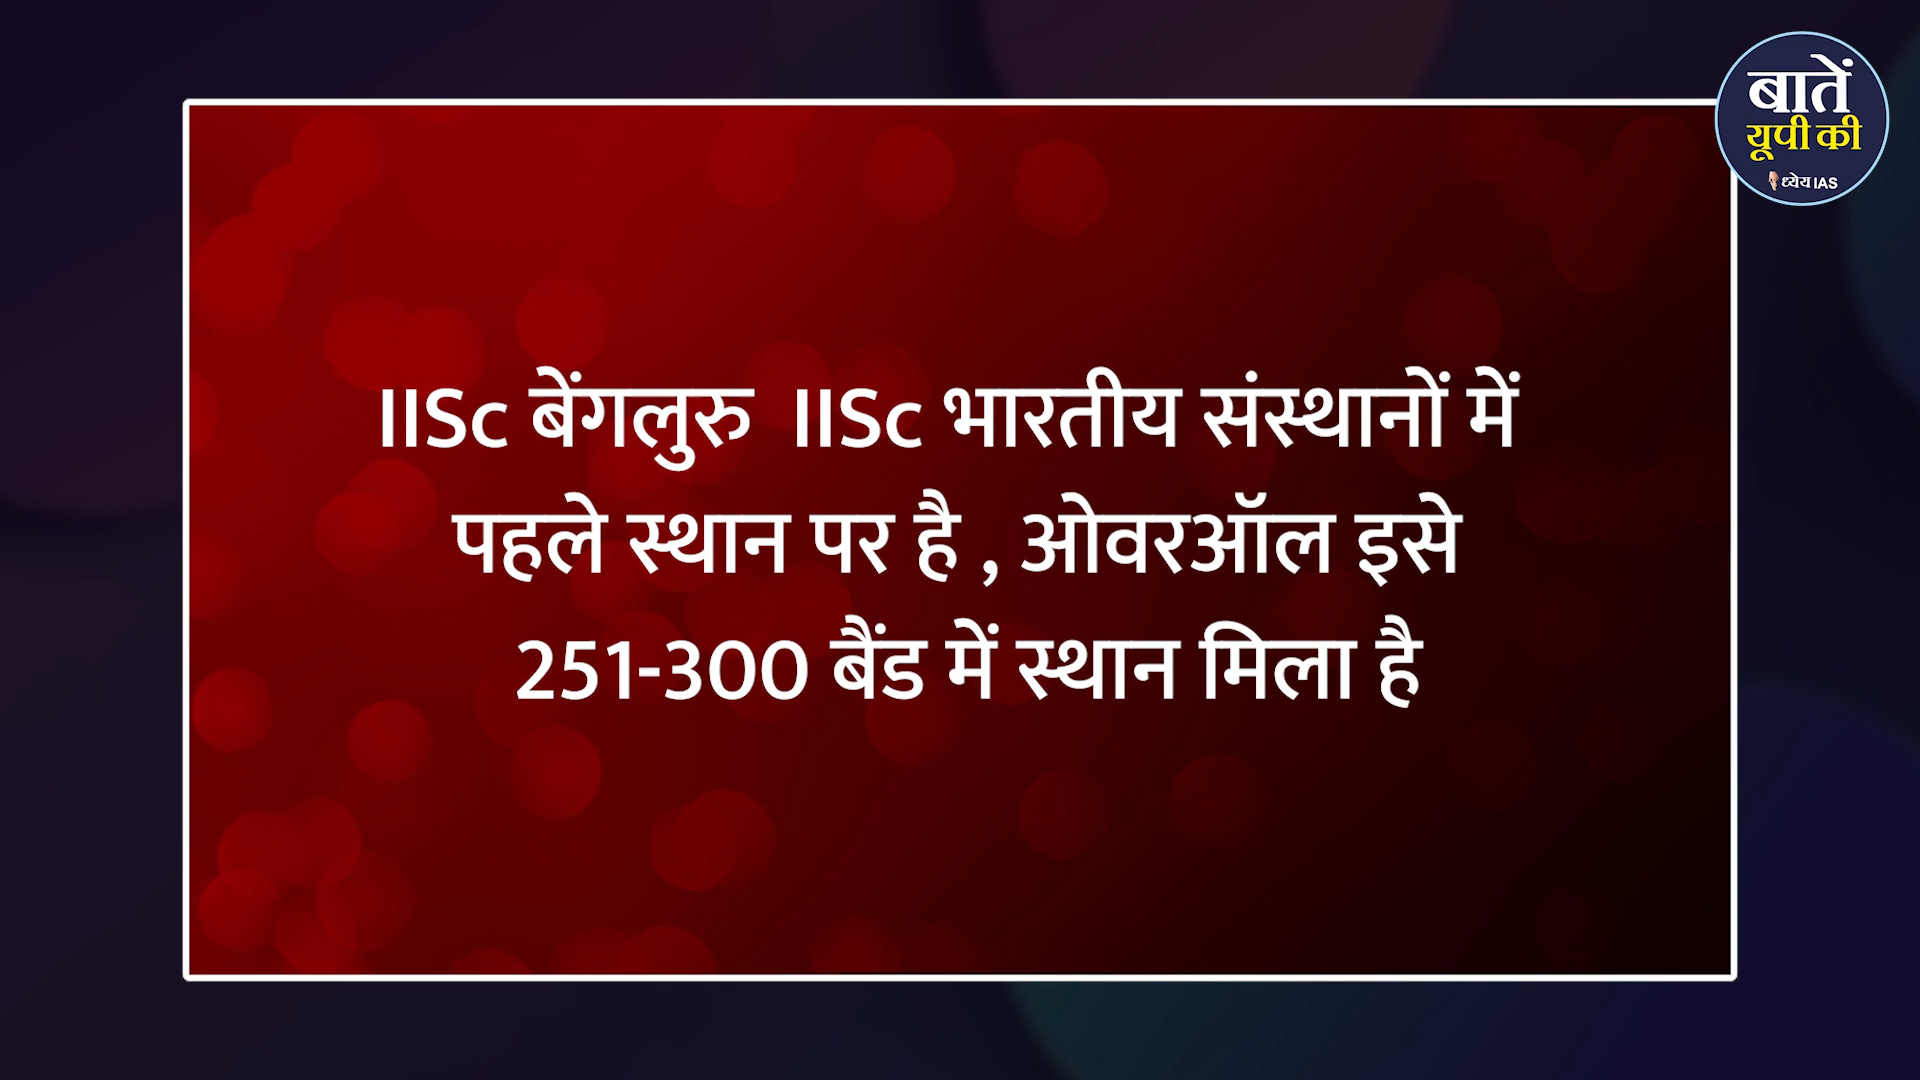 बातें
यूपी की
ध्येय IAS
IISc बेंगलुरु  IISc भारतीय संस्थानों में
पहले स्थान पर है , ओवरऑल इसे
251-300 बैंड में स्थान मिला है